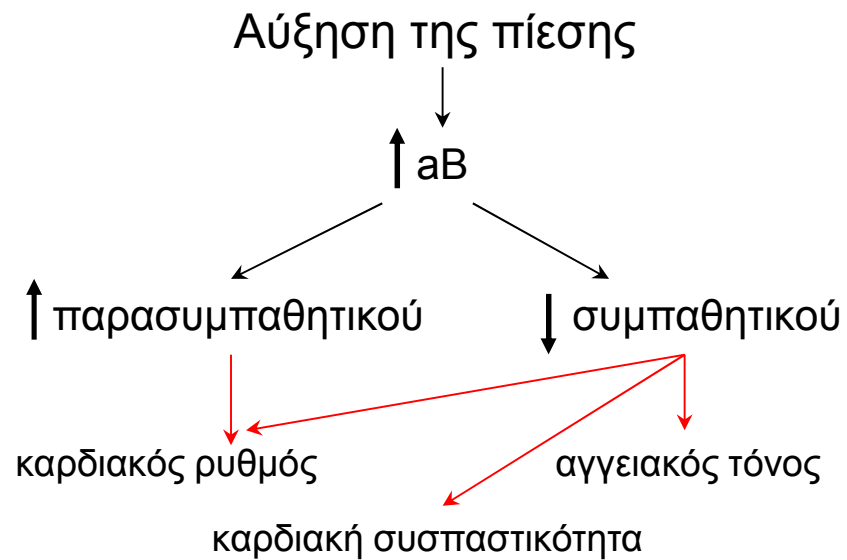 Αύξηση της πίεσης
aB
παρασυμπαθητικού
συμπαθητικού
καρδιακός ρυθμός
αγγειακός τόνος
καρδιακή συσπαστικότητα